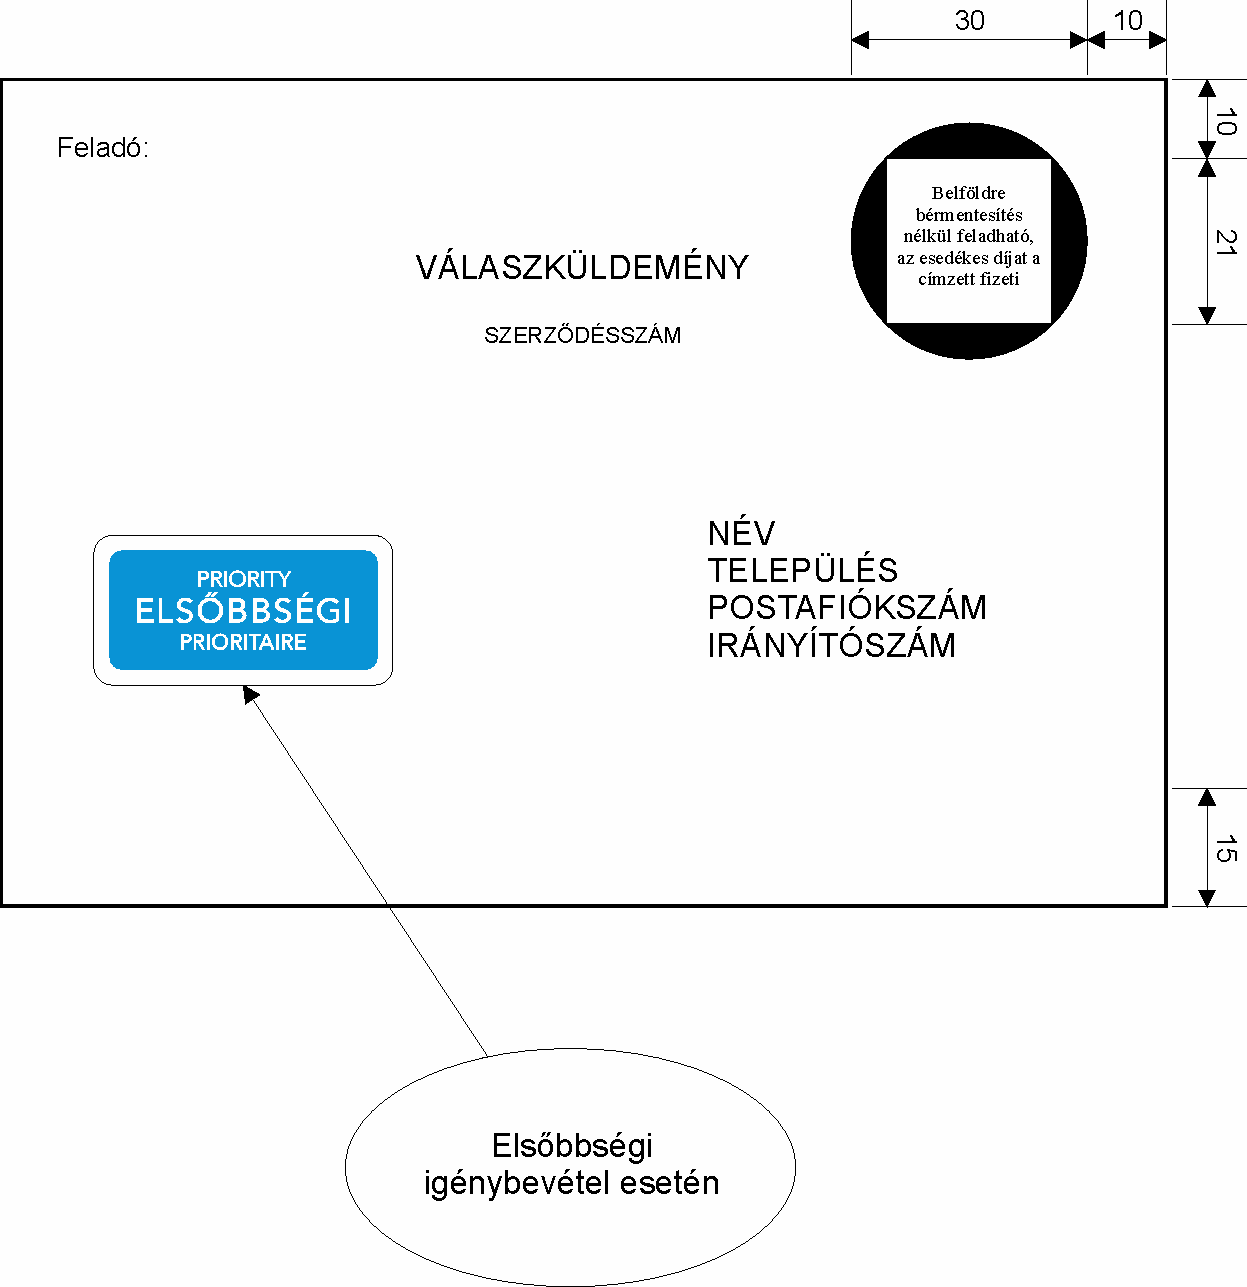 30
10
10
Feladó:
Belföldre
bérmentesítés
nélkül feladható,
az esedékes díjat a
címzett fizeti
21
VÁLASZKÜLDEMÉNY
SZERZŐDÉSSZÁM
NÉV
TELEPÜLÉS
POSTAFIÓKSZÁM
IRÁNYÍTÓSZÁM
PRIORITY
ELSŐBBSÉGI
PRIORITAIRE
15
Elsőbbségi
igénybevétel esetén